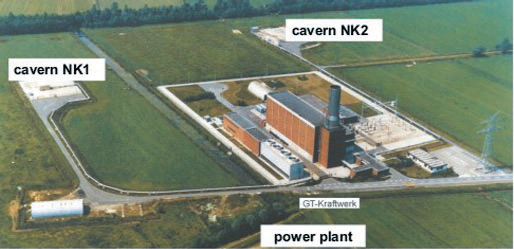 cavern NK2
cavern NK1
GT-Kraftwerk
power plant